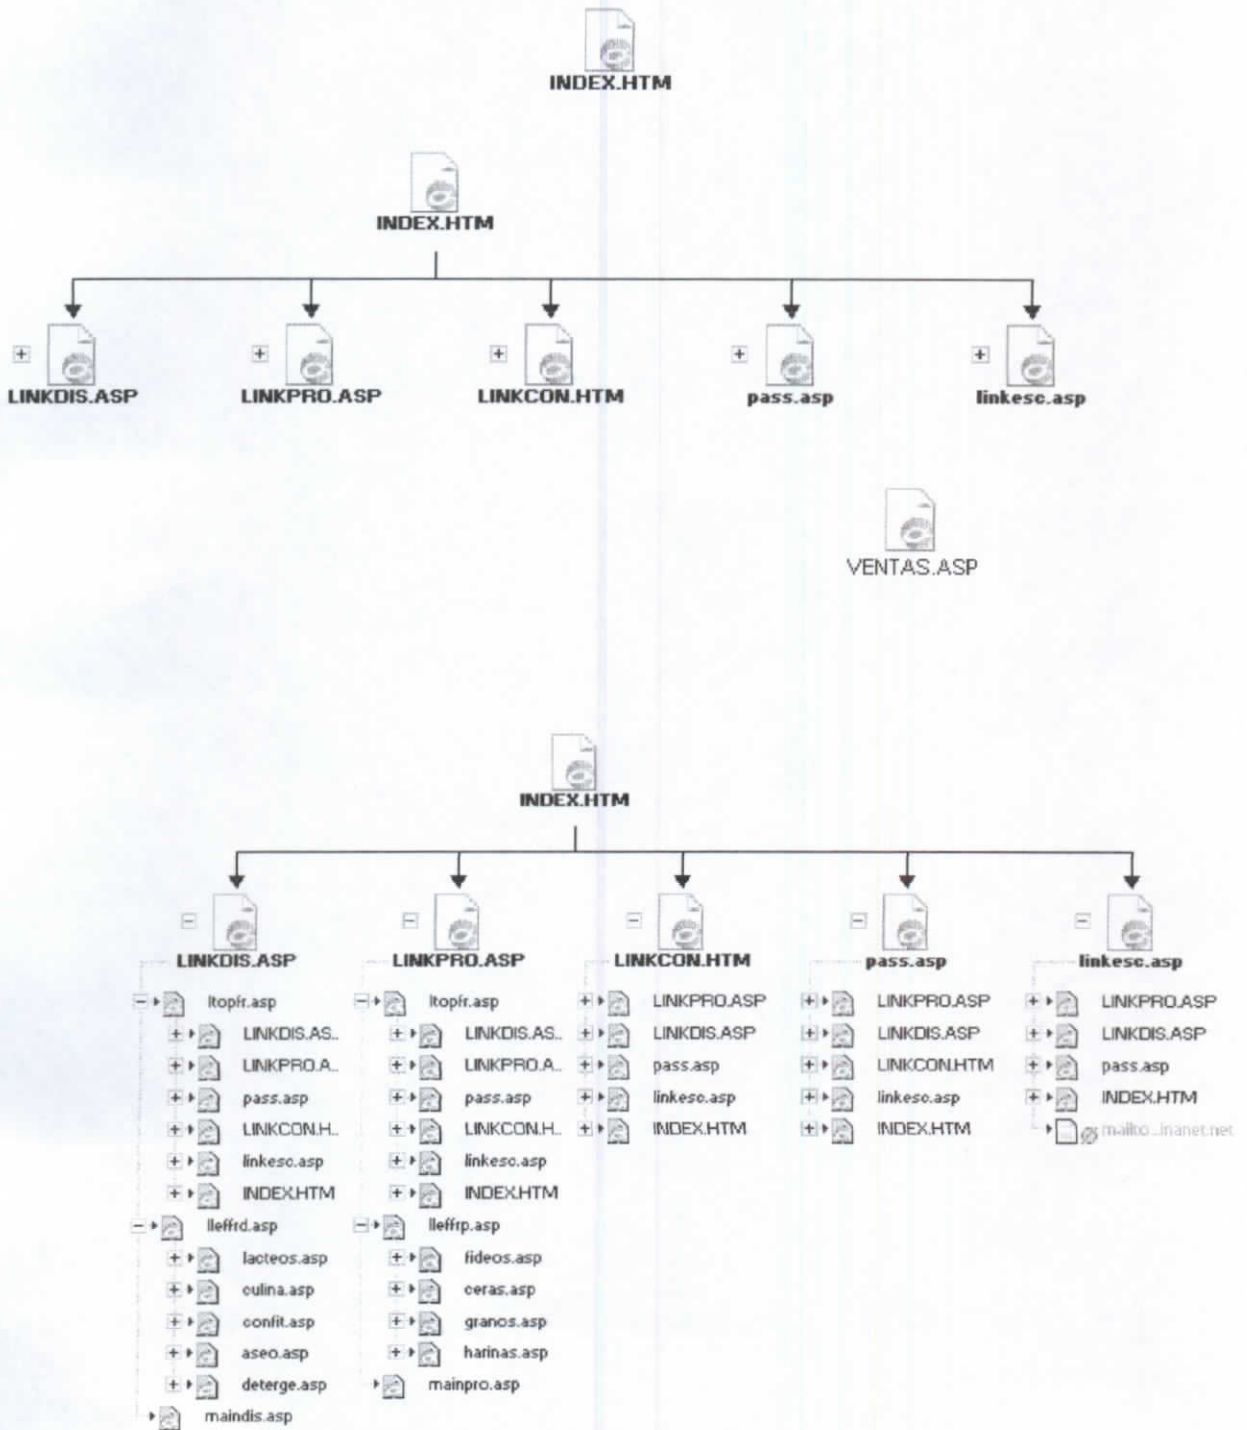 INDEX.HTM
INDEX.HTM
LINKDIS.ASP LINKPRO.ASP LINKCON.HTM pass.asp linkesc.asp
VENTAS.ASP
INDEX.HTM
LINKDIS.ASP LINKPRO.ASP LINKCON.HTM pass.asp linkesc.asp
ltopfr.asp ltopfr.asp LINKPRO.ASP LINKPRO.ASP LINKPRO.ASP
LINKDIS.AS.. LINKDIS.AS.. LINKDIS.ASP LINKDIS.ASP LINKDIS.ASP
LINKPRO.A.. LINKPRO.A.. pass.asp LINKCON.HTM pass.asp
pass.asp pass.asp linkesc.asp linkesc.asp INDEX.HTM
LINKCON.H.. LINKCON.H.. INDEX.HTM INDEX.HTM mailto:...inanet.net
linkesc.asp linkesc.asp
INDEX.HTM INDEX.HTM
lleffrd.asp lleffrp.asp
lacteos.asp fideos.asp
culina.asp ceras.asp
confit.asp granos.asp
aseo.asp harinas.asp
deterge.asp mainpro.asp
maindis.asp